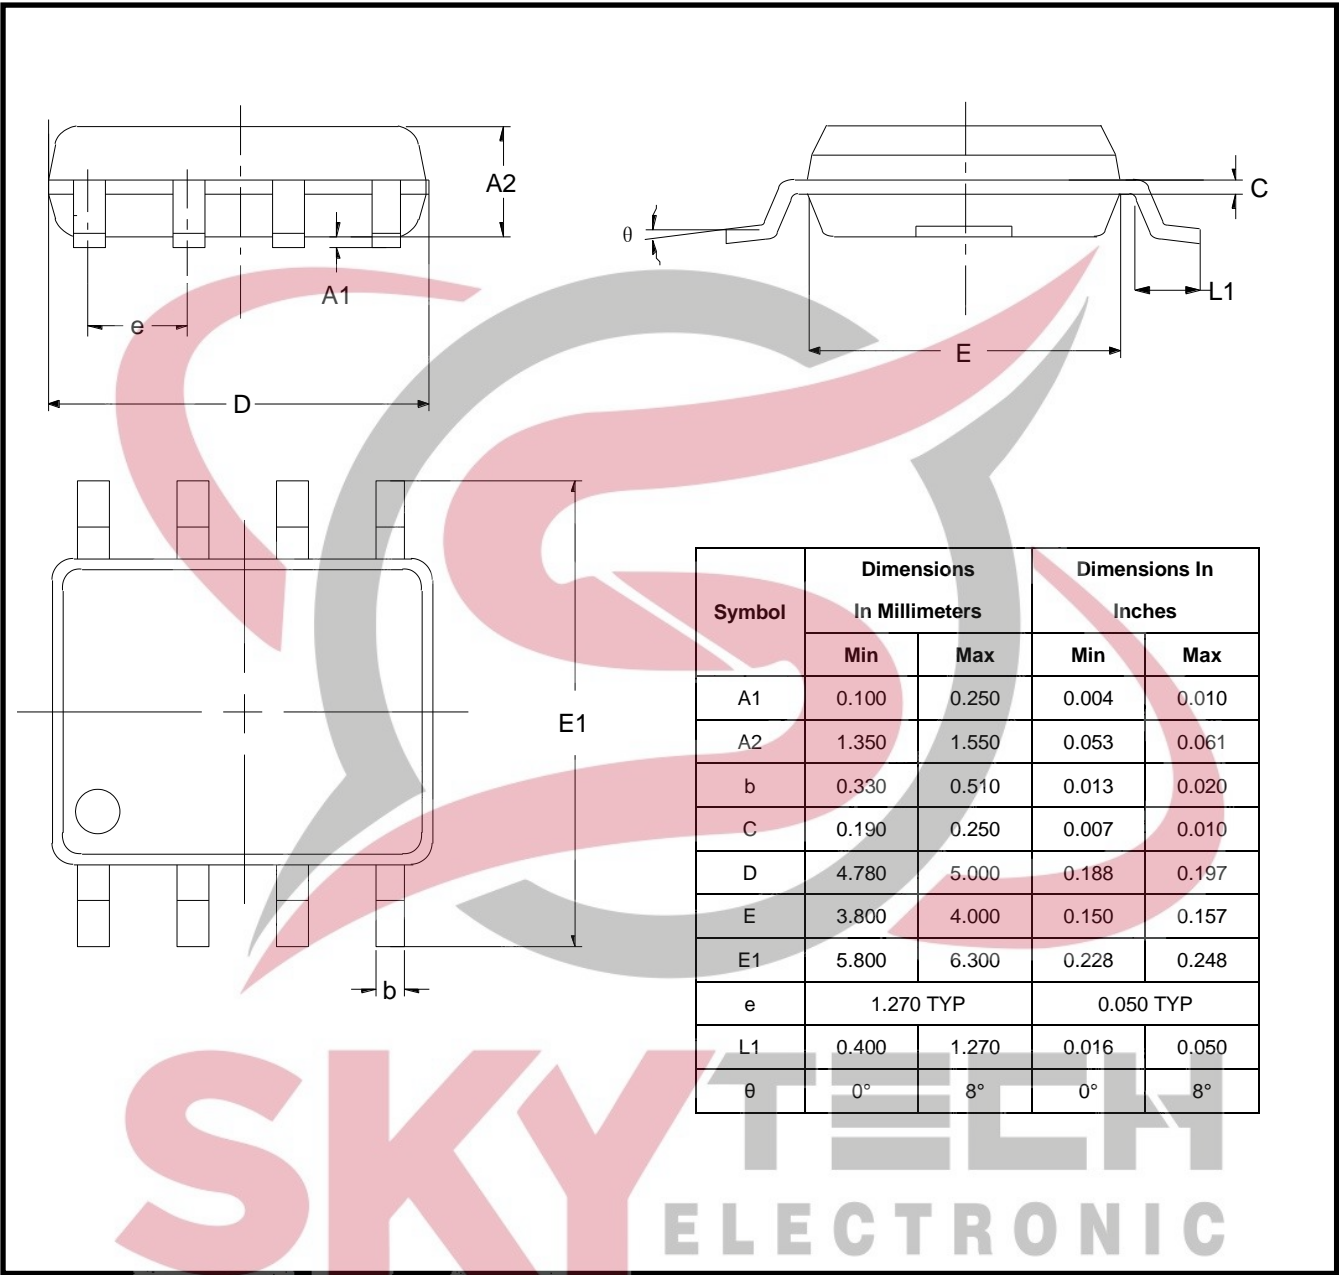 A2
C
θ
A1
L1
e
E
D
E1
b
Dimensions In Millimeters Dimensions In Inches
Symbol
Min Max Min Max
A1 0.100 0.250 0.004 0.010
A2 1.350 1.550 0.053 0.061
b 0.330 0.510 0.013 0.020
C 0.190 0.250 0.007 0.010
D 4.780 5.000 0.188 0.197
E 3.800 4.000 0.150 0.157
E1 5.800 6.300 0.228 0.248
e 1.270 TYP 0.050 TYP
L1 0.400 1.270 0.016 0.050
θ 0° 8° 0° 8°
SKYTECH
ELECTRONIC